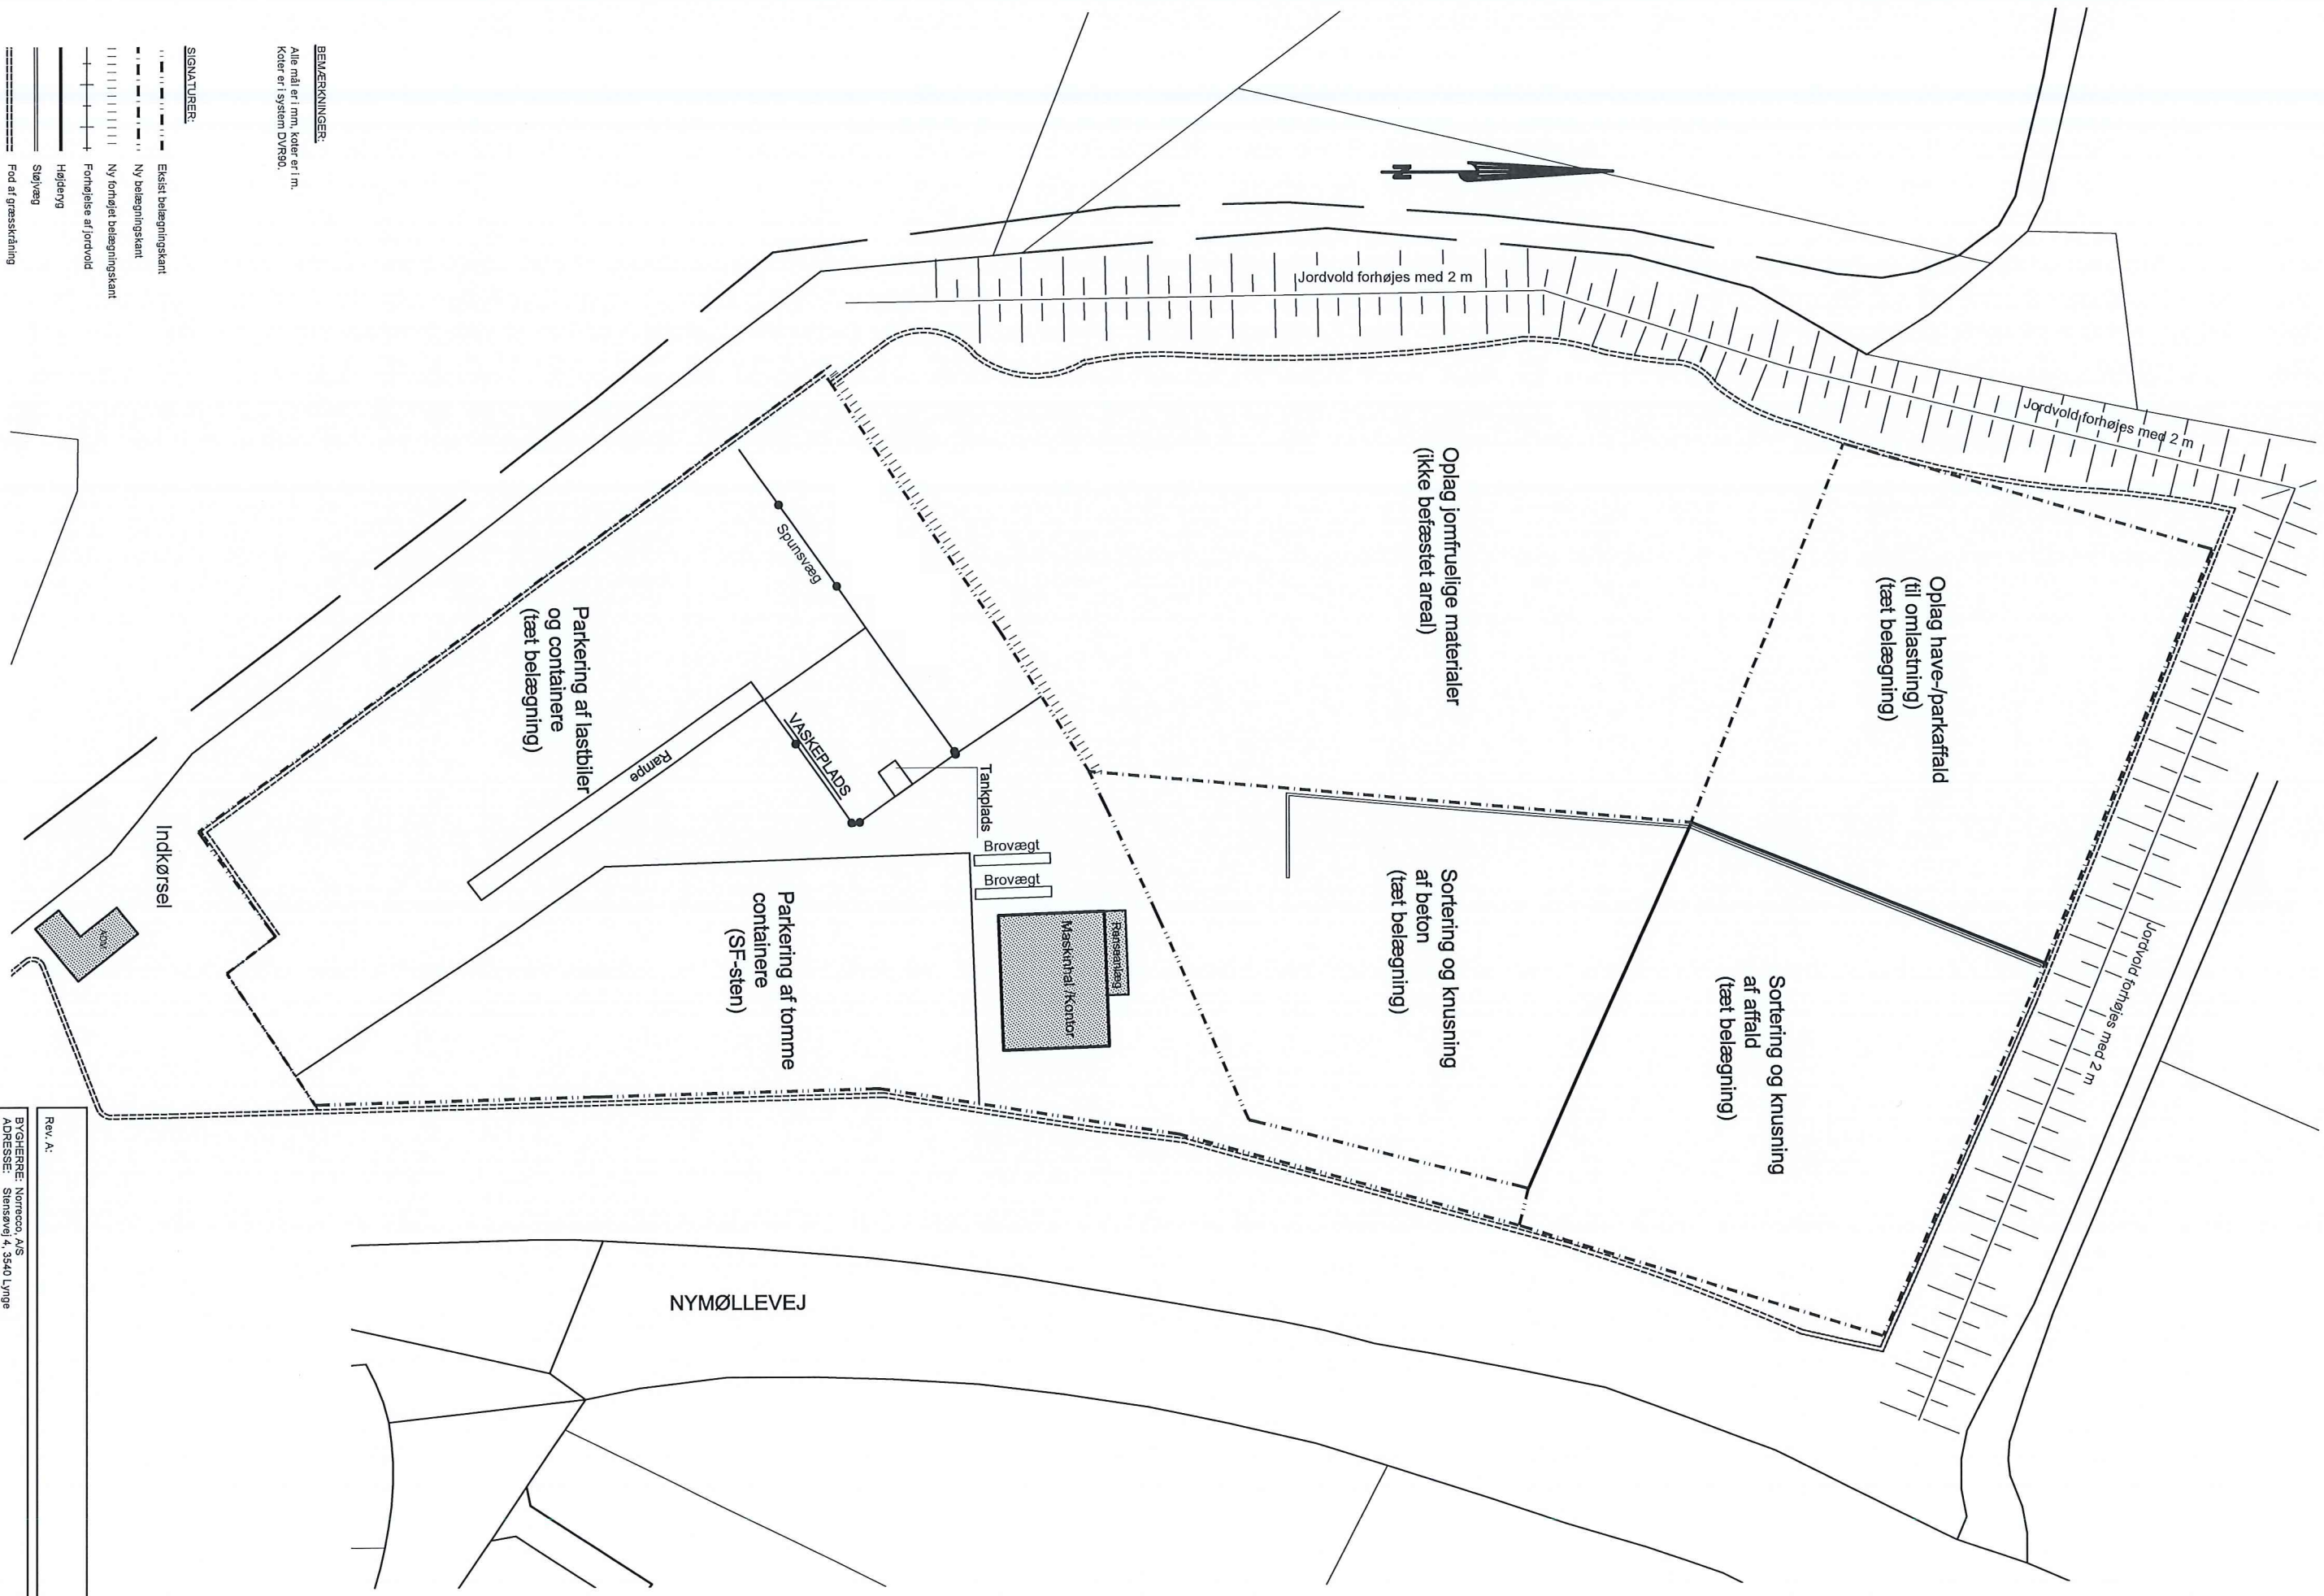 BEMÆRKNINGER:
Alle mål er i mm, koter er i m.
Koter er i system DVR90.
SIGNATURER:
Eksist belægningskant
Ny belægningskant
Ny forhøjet belægningskant
Forhøjelse af jordvold
Højderyg
Støjvæg
Fod af græsskråning
N
Jordvold forhøjes med 2 m
Jordvold forhøjes med 2 m
Jordvold forhøjes med 2 m
Oplag jomfruelige materialer
(ikke befæstet areal)
Oplag have-/parkaffald
(til omlastning)
(tæt belægning)
Sortering og knusning
af beton
(tæt belægning)
Sortering og knusning
af affald
(tæt belægning)
Spunsvæg
Parkering af lastbiler
og containere
(tæt belægning)
Rampe
VASKEPLADS
Tankplads
Brovægt
Brovægt
Renseanlæg
Maskinhal /Kontor
Parkering af tomme
containere
(SF-sten)
Indkørsel
ADM.
NYMØLLEVEJ
Rev. A:
BYGHERRE: Norrecco, A/S
ADRESSE: Stensøvej 4, 3540 Lynge